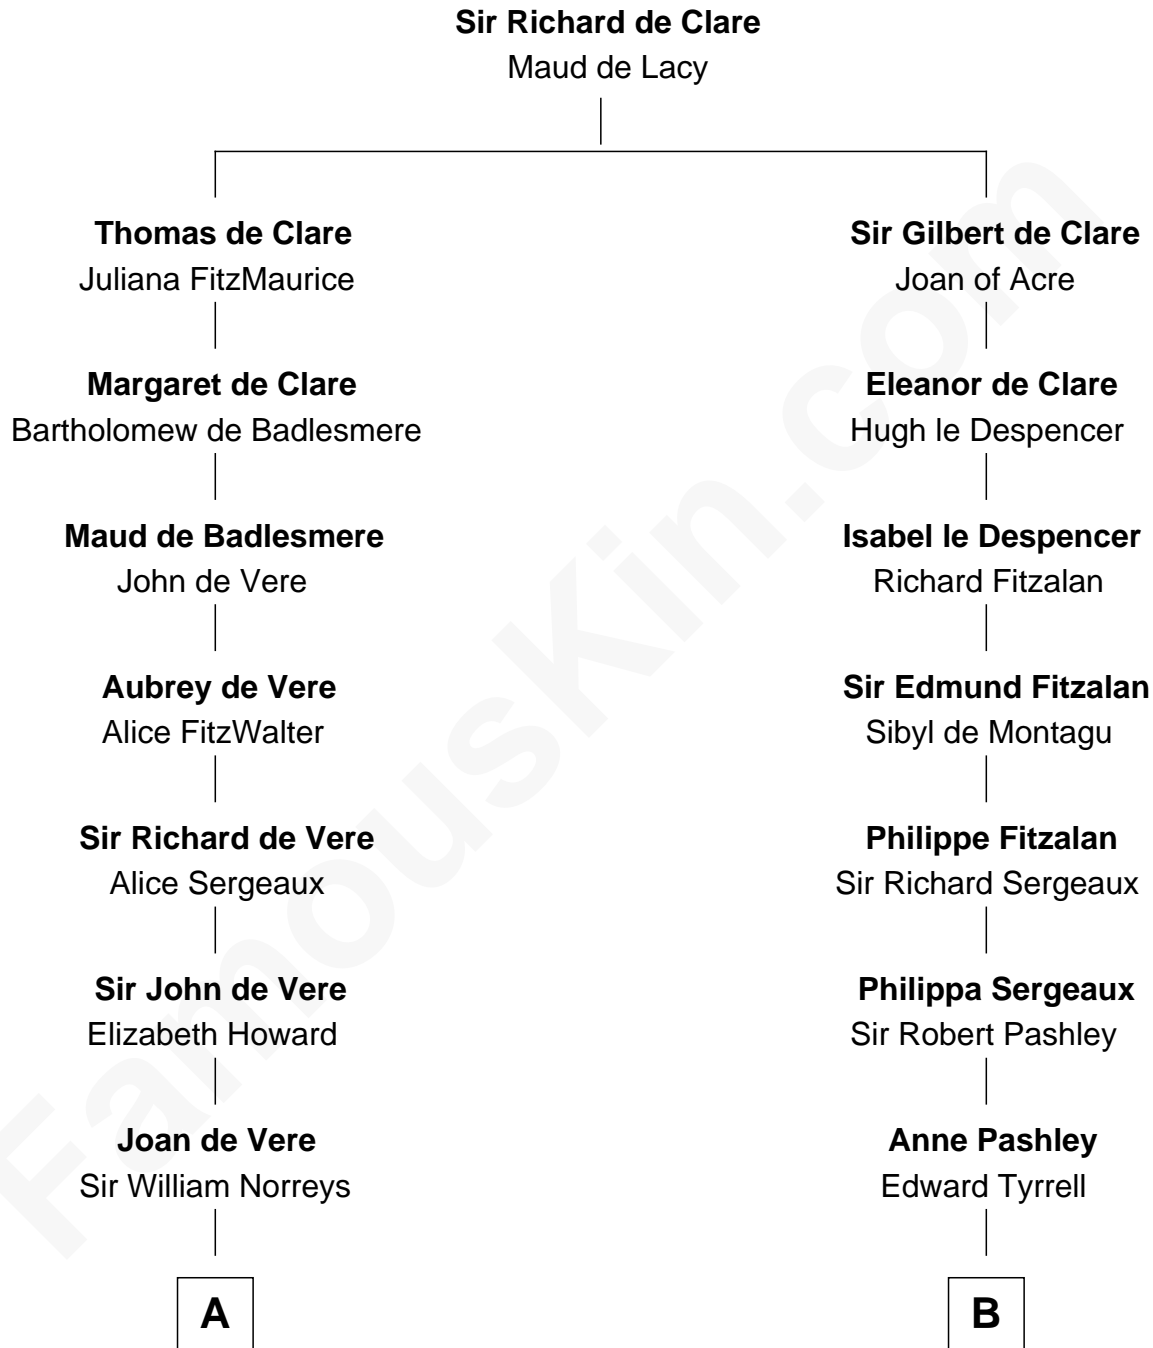 Sir Richard de Clare
Maud de Lacy
Thomas de Clare
Juliana FitzMaurice
Margaret de Clare
Bartholomew de Badlesmere
Maud de Badlesmere
John de Vere
Aubrey de Vere
Alice FitzWalter
Sir Richard de Vere
Alice Sergeaux
Sir John de Vere
Elizabeth Howard
Joan de Vere
Sir William Norreys
A
Sir Gilbert de Clare
Joan of Acre
Eleanor de Clare
Hugh le Despencer
Isabel le Despencer
Richard Fitzalan
Sir Edmund Fitzalan
Sibyl de Montagu
Philippe Fitzalan
Sir Richard Sergeaux
Philippa Sergeaux
Sir Robert Pashley
Anne Pashley
Edward Tyrrell
B
FamousKin.com